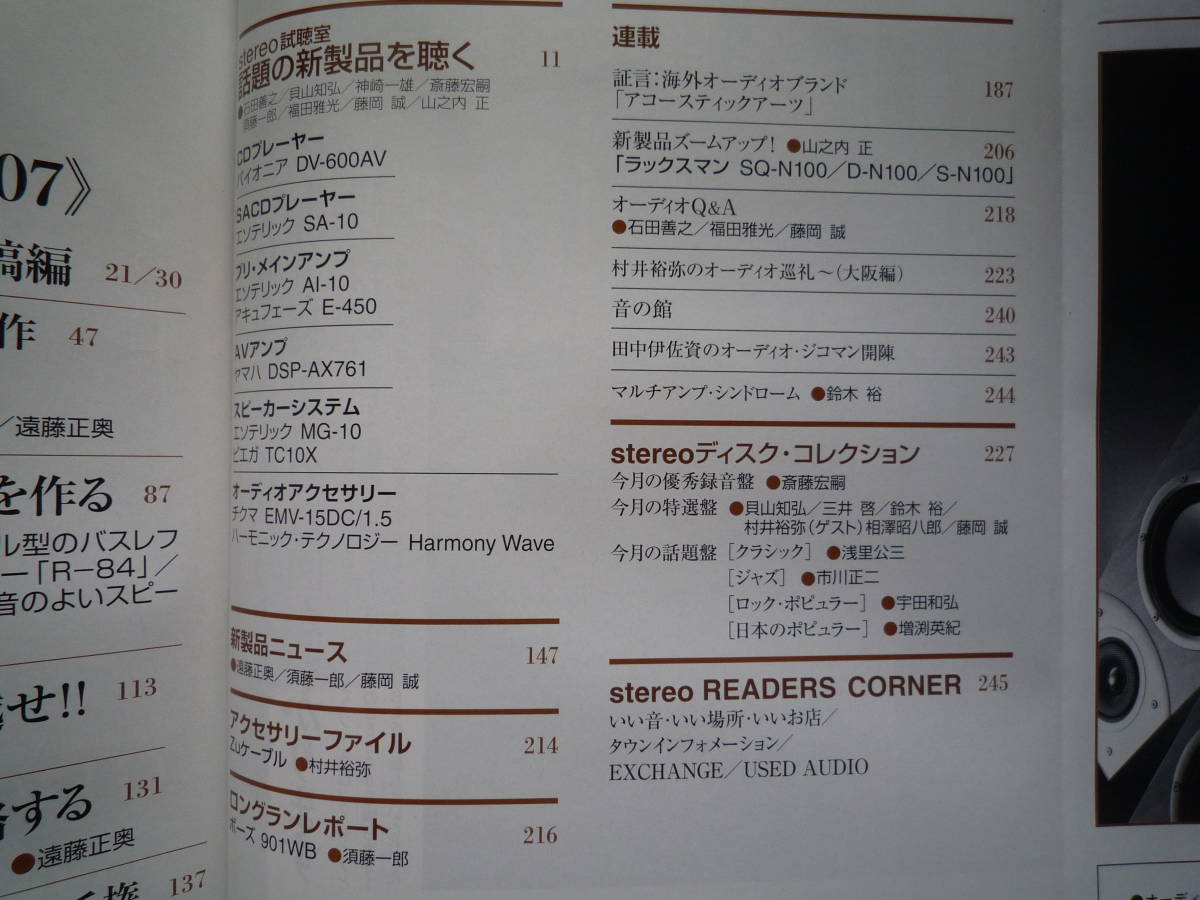 07》
稿編 21/30
作 47
/遠藤正奥
を作る 87
ル型のバスレフ
ー「R-84」/
音のよいスピー
せ!! 113
する 131
●遠藤正奥
137
stereo試聴室
話題の新製品を聴く 11
●石田善之/貝山知弘/神崎一雄/斎藤宏嗣
須藤一郎/福田雅光/藤岡 誠/山之内 正
CDプレーヤー
パイオニア DV-600AV
SACDプレーヤー
エソテリック SA-10
プリ・メインアンプ
エソテリック AI-10
アキュフェーズ E-450
AVアンプ
ヤマハ DSP-AX761
スピーカーシステム
エソテリック MG-10
ピエガ TC10X
オーディオアクセサリー
チクマ EMV-15DC/1.5
ハーモニック・テクノロジー Harmony Wave
新製品ニュース 147
●遠藤正奥/須藤一郎/藤岡 誠
アクセサリーファイル 214
Zuケーブル ●村井裕弥
ロングランレポート 216
ボーズ 901WB ●須藤一郎
連載
証言:海外オーディオブランド 187
「アコースティックアーツ」
新製品ズームアップ! ●山之内 正 206
「ラックスマン SQ-N100/D-N100/S-N100」
オーディオQ&A 218
●石田善之/福田雅光/藤岡 誠
村井裕弥のオーディオ巡礼～(大阪編) 223
音の館 240
田中伊佐資のオーディオ・ジコマン開陳 243
マルチアンプ・シンドローム ●鈴木 裕 244
stereoディスク・コレクション 227
今月の優秀録音盤 ●斎藤宏嗣
今月の特選盤 ●貝山知弘/三井 啓/鈴木 裕/
村井裕弥(ゲスト)相澤昭八郎/藤岡 誠
今月の話題盤 [クラシック] ●浅里公三
[ジャズ] ●市川正二
[ロック・ポピュラー] ●宇田和弘
[日本のポピュラー] ●増渕英紀
stereo READERS CORNER 245
いい音・いい場所・いいお店/
タウンインフォメーション/
EXCHANGE/USED AUDIO